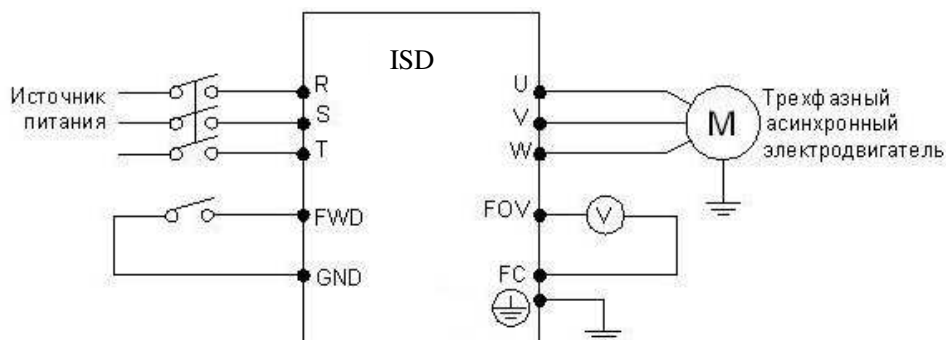 ISD
Источник
питания
R
S
T
FWD
GND
U
V
W
FOV
FC
M
V
Трехфазный
асинхронный
электродвигатель